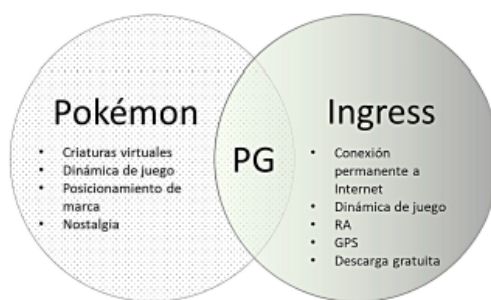 Pokémon
• Criaturas virtuales
• Dinámica de juego
• Posicionamiento de
marca
• Nostalgia
PG
Ingress
• Conexión
permanente a
Internet
• Dinámica de juego
• RA
• GPS
• Descarga gratuita